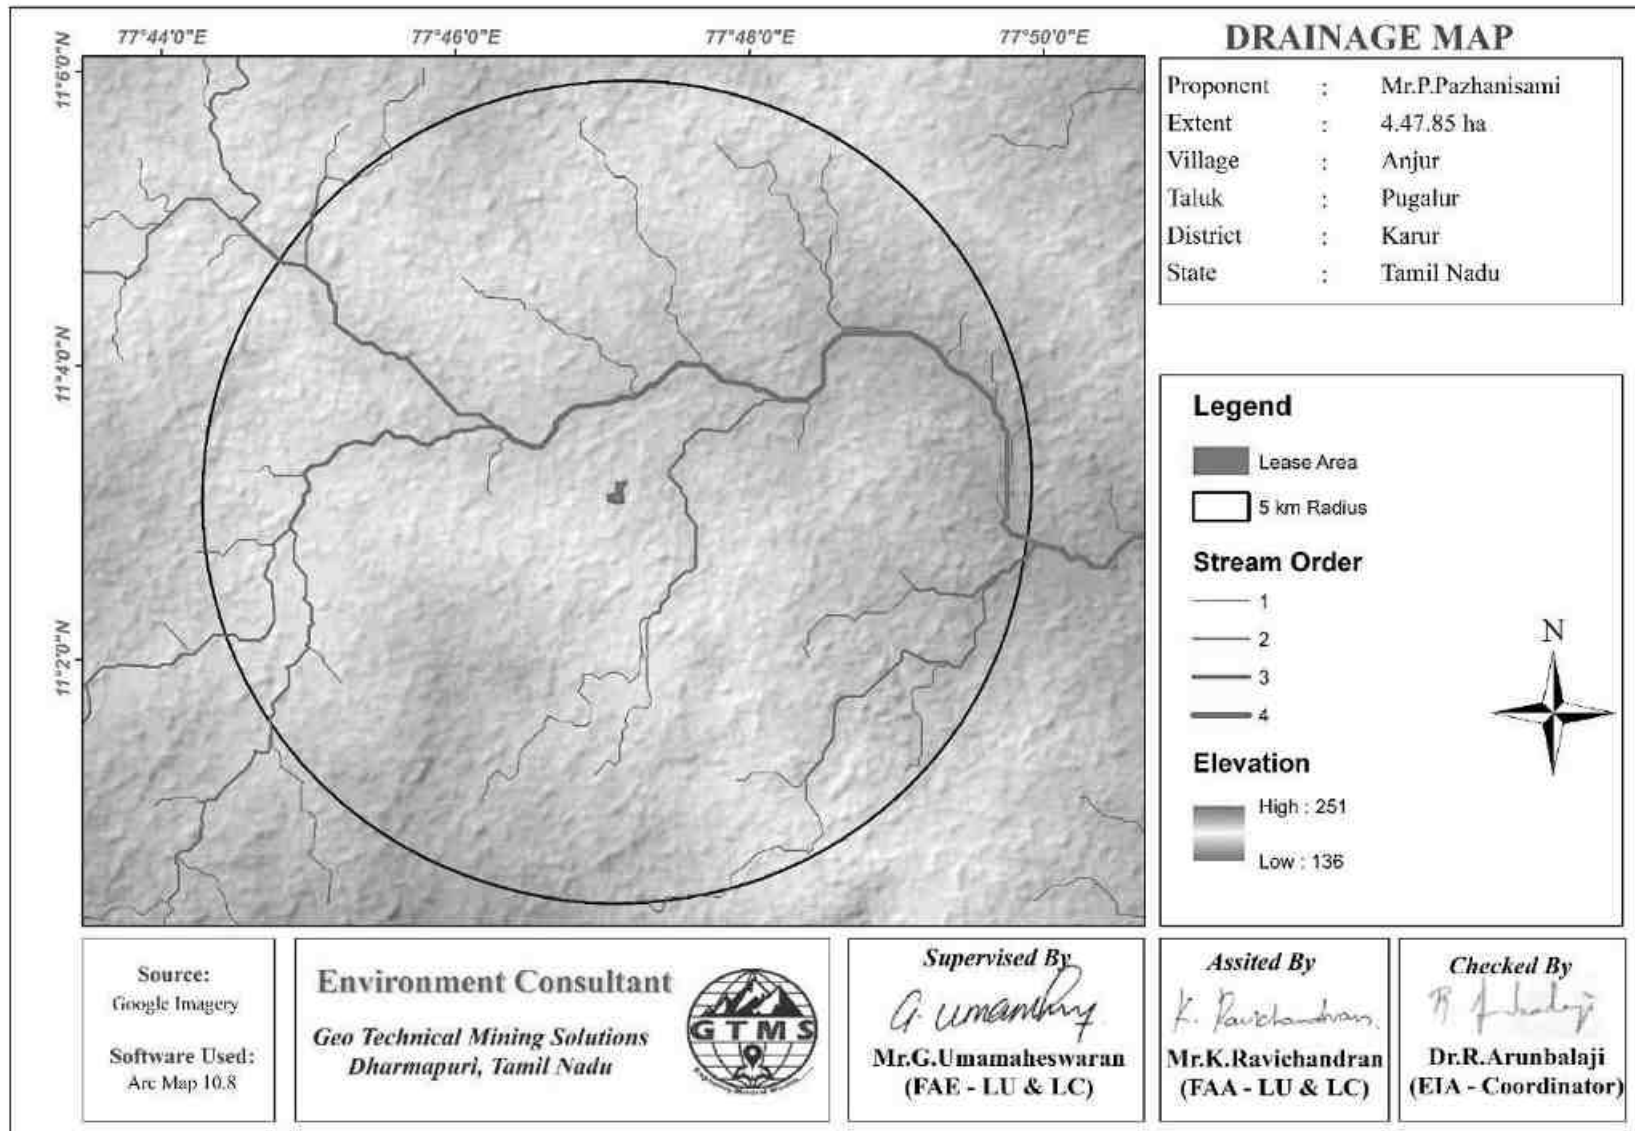 77°44'0"E
77°46'0"E
77°48'0"E
77°50'0"E
11°6'0"N
11°4'0"N
11°2'0"N
DRAINAGE MAP
Proponent : Mr.P.Pazhanisami
Extent : 4.47.85 ha
Village : Anjur
Taluk : Pugalur
District : Karur
State : Tamil Nadu
Legend
Lease Area
5 km Radius
Stream Order
1
2
3
4
N
Elevation
High : 251
Low : 136
Source:
Google Imagery
Software Used:
Arc Map 10.8
Environment Consultant
Geo Technical Mining Solutions
Dharmapuri, Tamil Nadu
GTMS
Supervised By
Mr.G.Umamaheswaran
(FAE - LU & LC)
Assited By
K. Ravichandran.
Mr.K.Ravichandran
(FAA - LU & LC)
Checked By
Dr.R.Arunbalaji
(EIA - Coordinator)